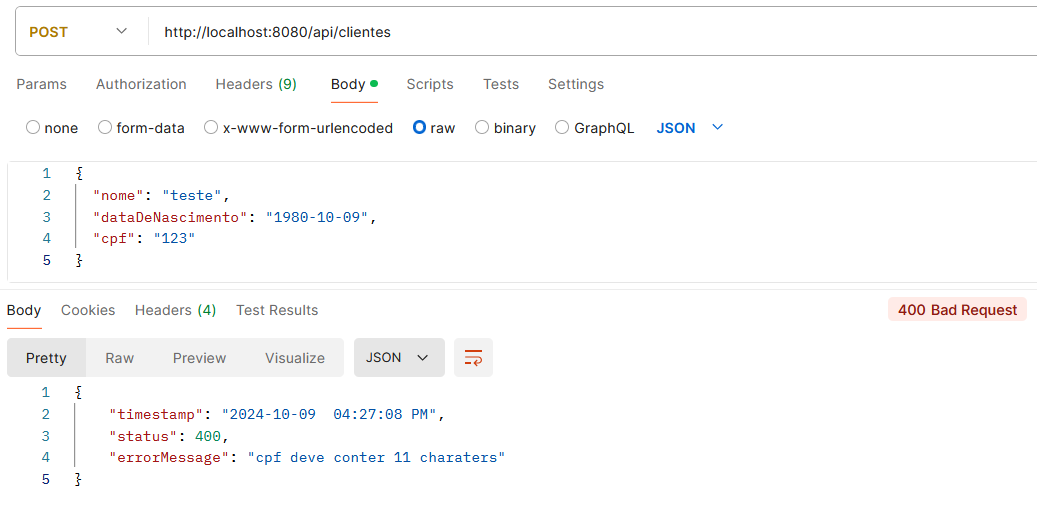 POST http://localhost:8080/api/clientes
Params Authorization Headers (9) Body Scripts Tests Settings
none form-data x-www-form-urlencoded raw binary GraphQL JSON
1 {
2 "nome": "teste",
3 "dataDeNascimento": "1980-10-09",
4 "cpf": "123"
5 }
Body Cookies Headers (4) Test Results 400 Bad Request
Pretty Raw Preview Visualize JSON
1 {
2 "timestamp": "2024-10-09  04:27:08 PM",
3 "status": 400,
4 "errorMessage": "cpf deve conter 11 charaters"
5 }